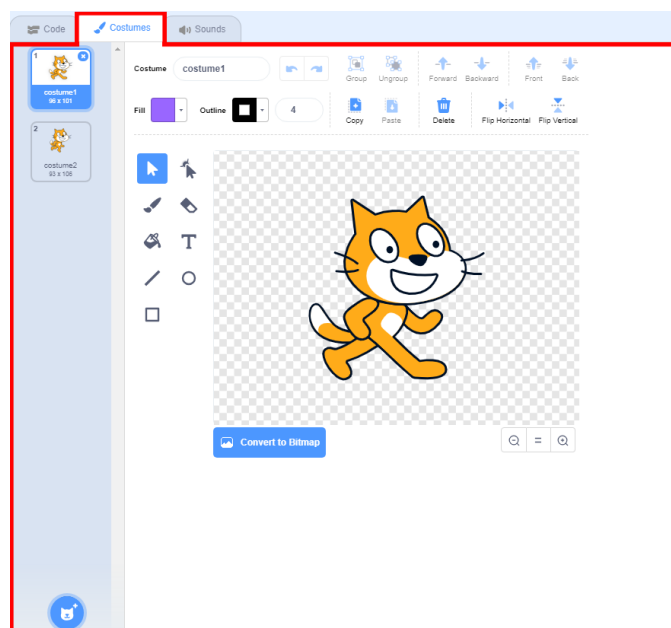 Code Costumes Sounds
1
costume1
96 x 101
2
costume2
93 x 106
Costume costume1 Group Ungroup Forward Backward Front Back
Fill Outline 4 Copy Paste Delete Flip Horizontal Flip Vertical
T
Convert to Bitmap